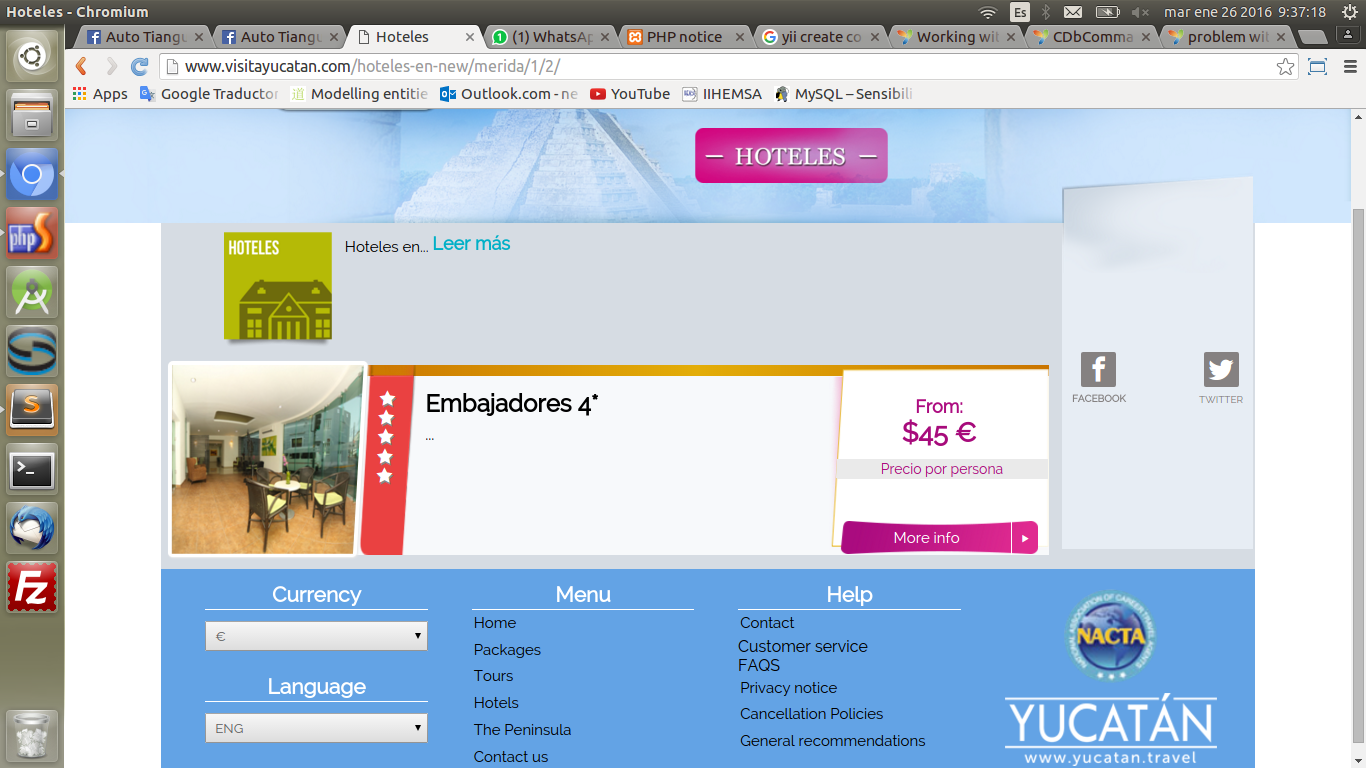 Hoteles - Chromium
Es
mar ene 26 2016 9:37:18
Auto Tiangu
Auto Tiangu
Hoteles
(1) WhatsAp
PHP notice
yii create co
Working wit
CDbComma
problem wit
www.visitayucatan.com/hoteles-en-new/merida/1/2/
Apps
Google Traductor
Modelling entitie
Outlook.com - ne
YouTube
IIHEMSA
MySQL – Sensibili
— HOTELES —
HOTELES
Hoteles en... Leer más
FACEBOOK
TWITTER
Embajadores 4*
...
From:
$45 €
Precio por persona
More info
Currency
€
Language
ENG
Menu
Home
Packages
Tours
Hotels
The Peninsula
Contact us
Help
Contact
Customer service
FAQS
Privacy notice
Cancellation Policies
General recommendations
NATIONAL ASSOCIATION OF CAREER TRAVEL AGENTS
NACTA
YUCATÁN
www.yucatan.travel
php S
S
>_
Fz